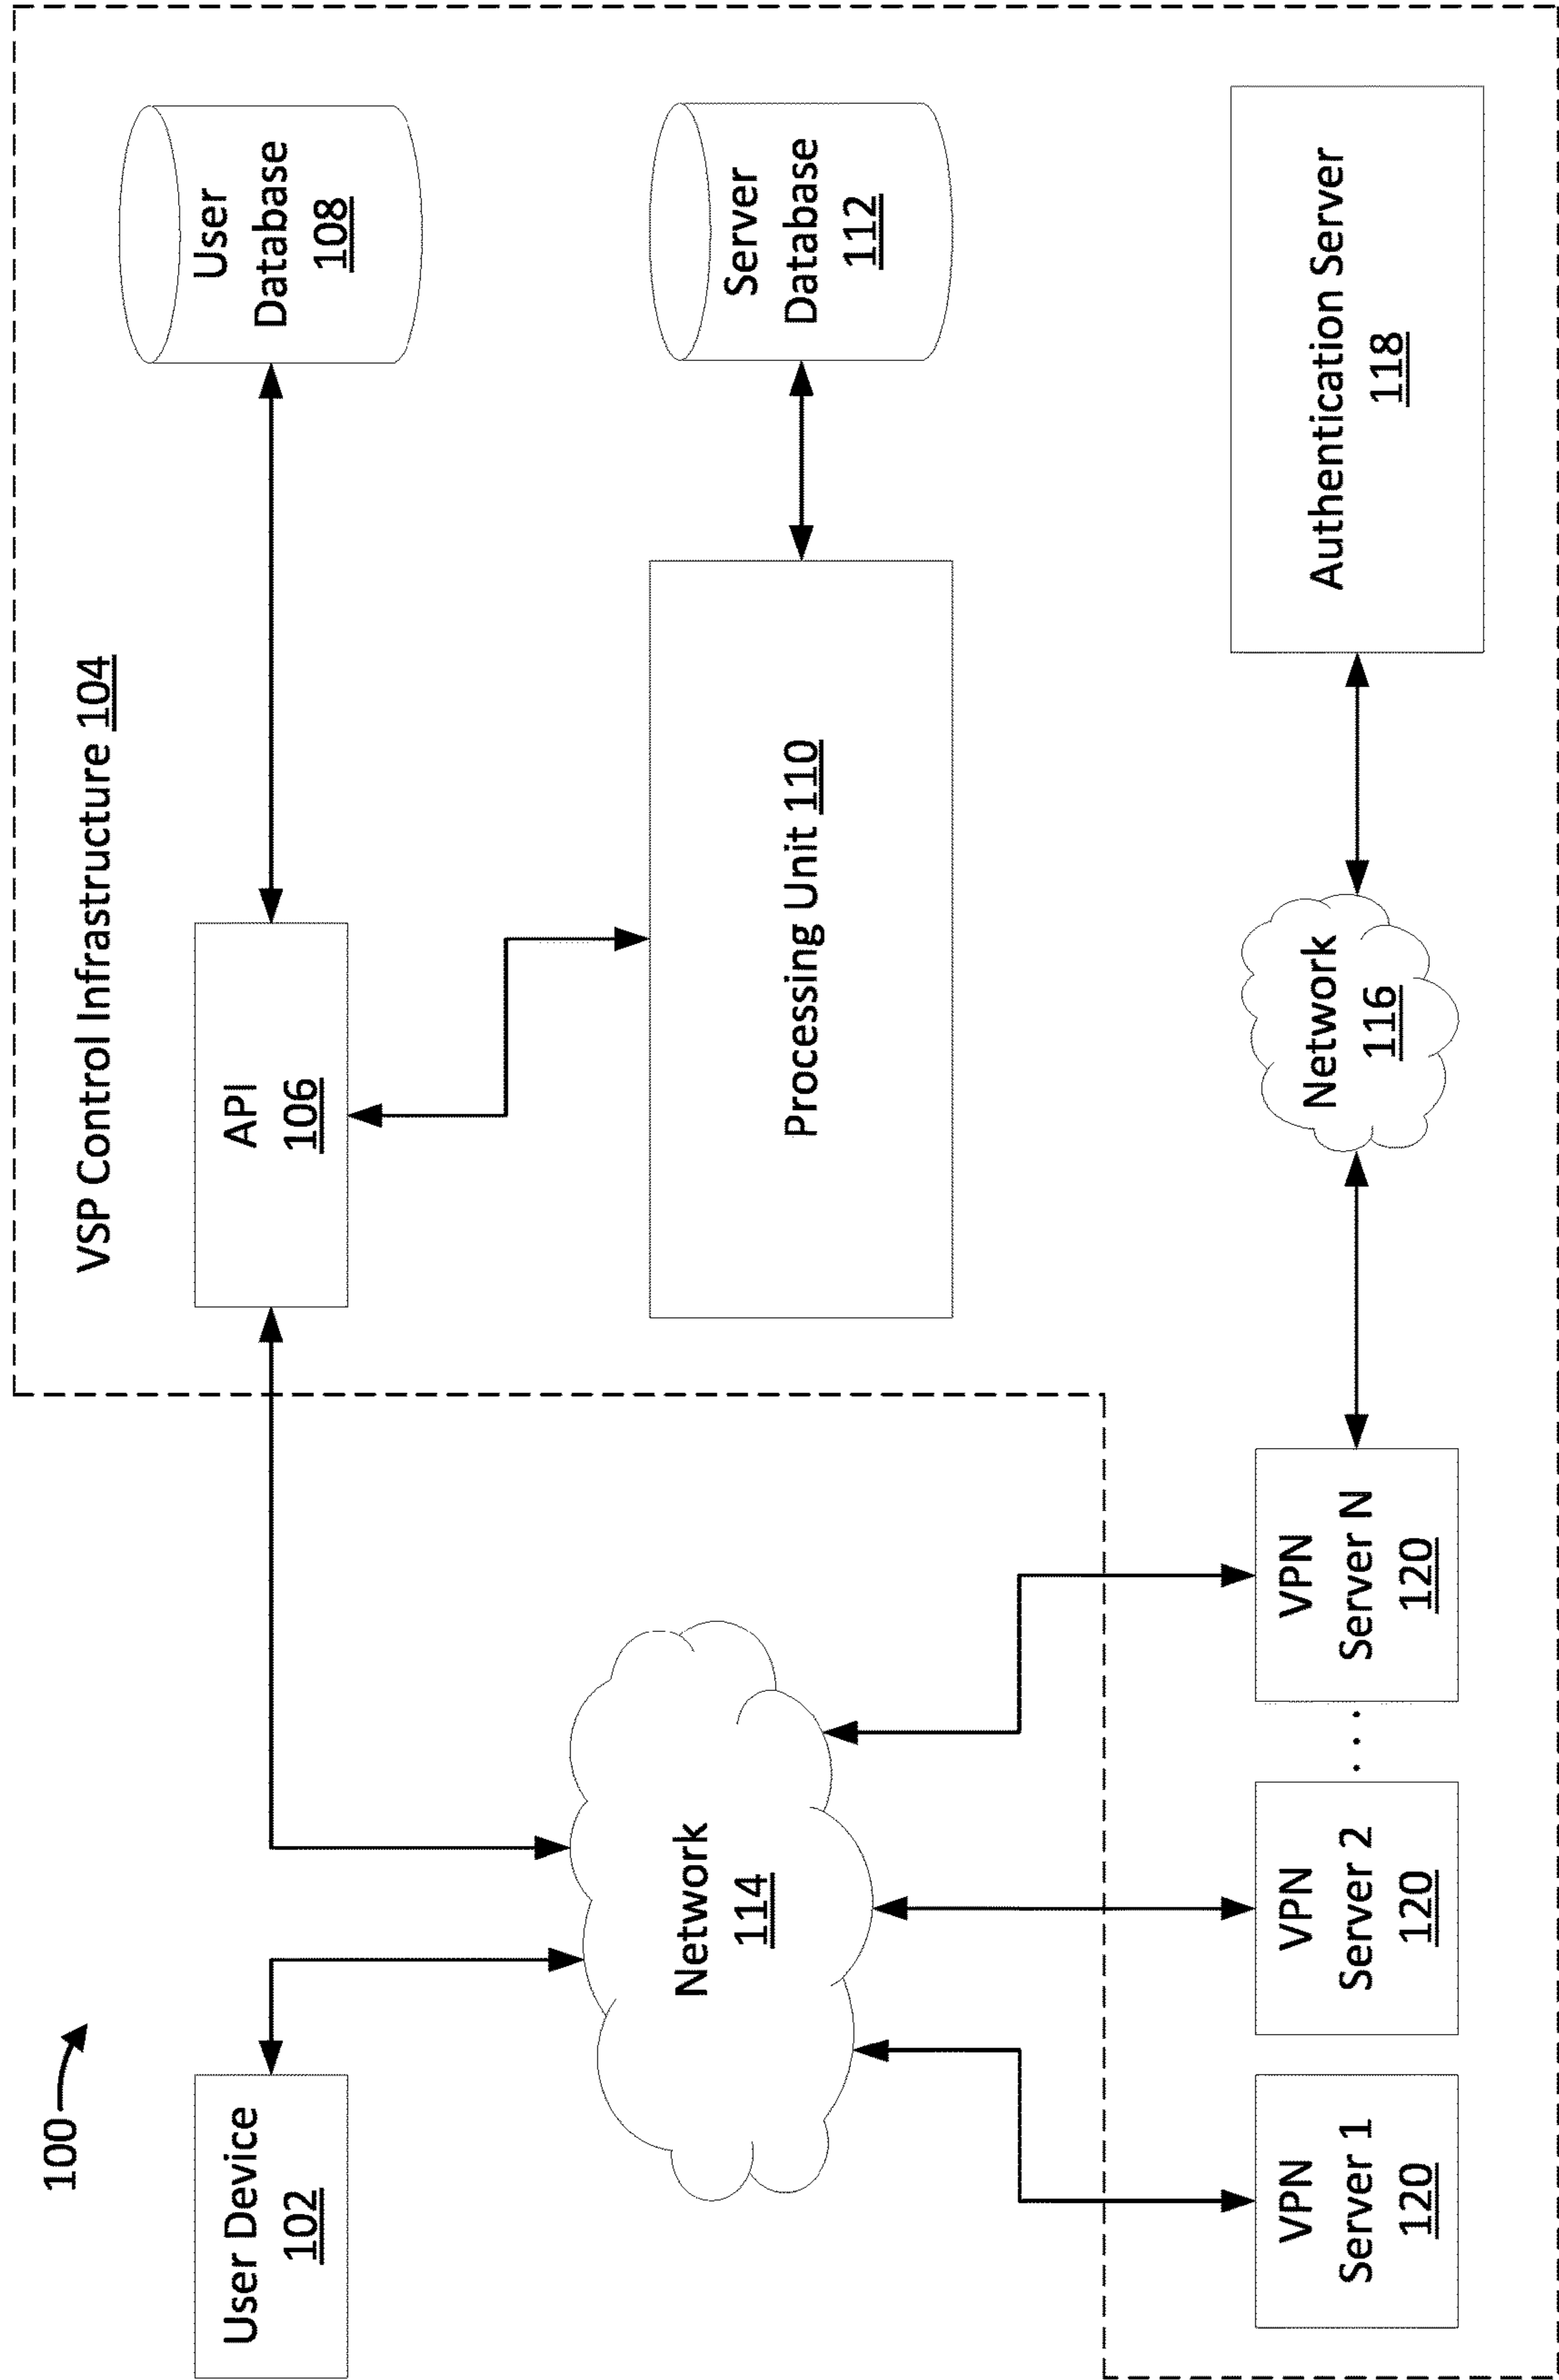 100
User Device
102
VSP Control Infrastructure 104
API
106
User
Database
108
Network
114
Processing Unit 110
Server
Database
112
VPN
Server 1
120
VPN
Server 2
120
. . .
VPN
Server N
120
Network
116
Authentication Server
118